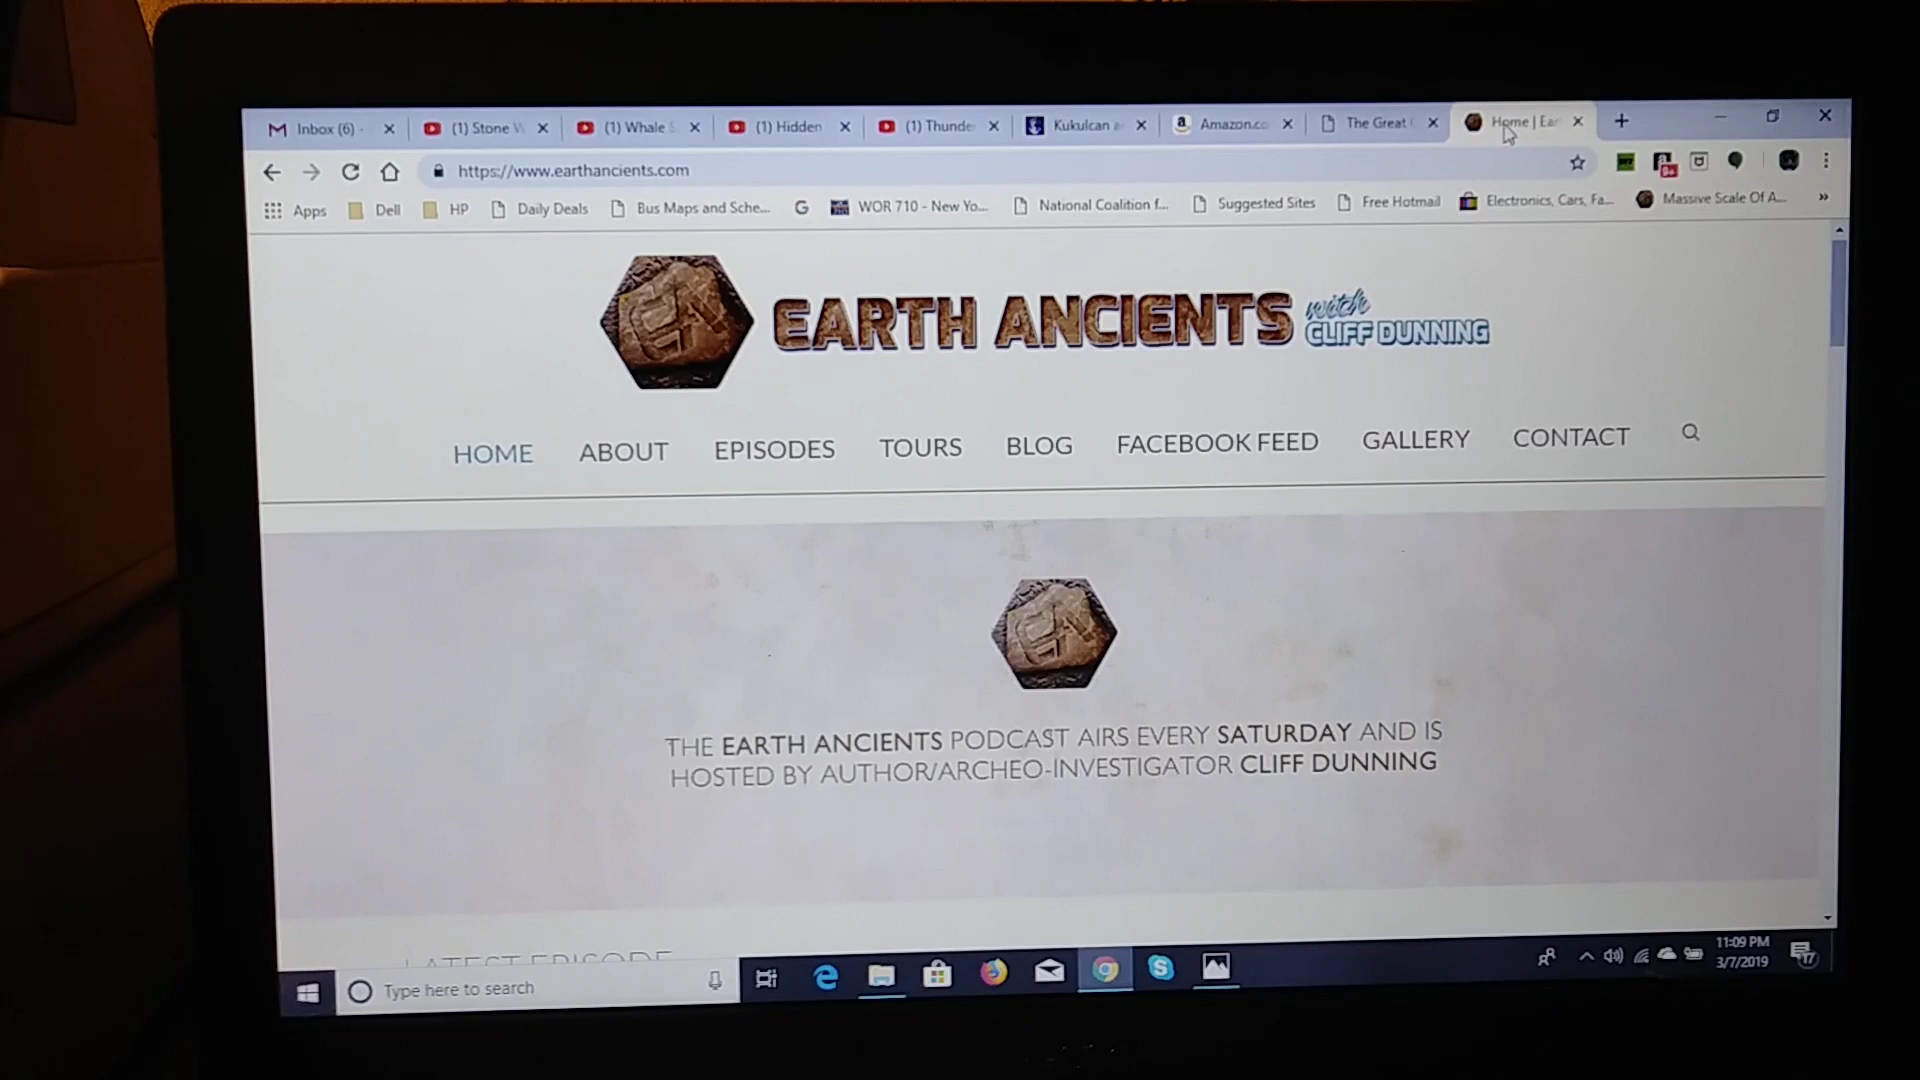 Inbox (6) -
(1) Stone W
(1) Whale S
(1) Hidden
(1) Thunde
Kukulcan a
Amazon.co
The Great
Home | Ear
https://www.earthancients.com
Apps
Dell
HP
Daily Deals
Bus Maps and Sche...
WOR 710 - New Yo...
National Coalition f...
Suggested Sites
Free Hotmail
Electronics, Cars, Fa...
Massive Scale Of A...
EARTH ANCIENTS with
CLIFF DUNNING
HOME ABOUT EPISODES TOURS BLOG FACEBOOK FEED GALLERY CONTACT
THE EARTH ANCIENTS PODCAST AIRS EVERY SATURDAY AND IS
HOSTED BY AUTHOR/ARCHEO-INVESTIGATOR CLIFF DUNNING
LATEST EPISODE
Type here to search
11:09 PM
3/7/2019
17